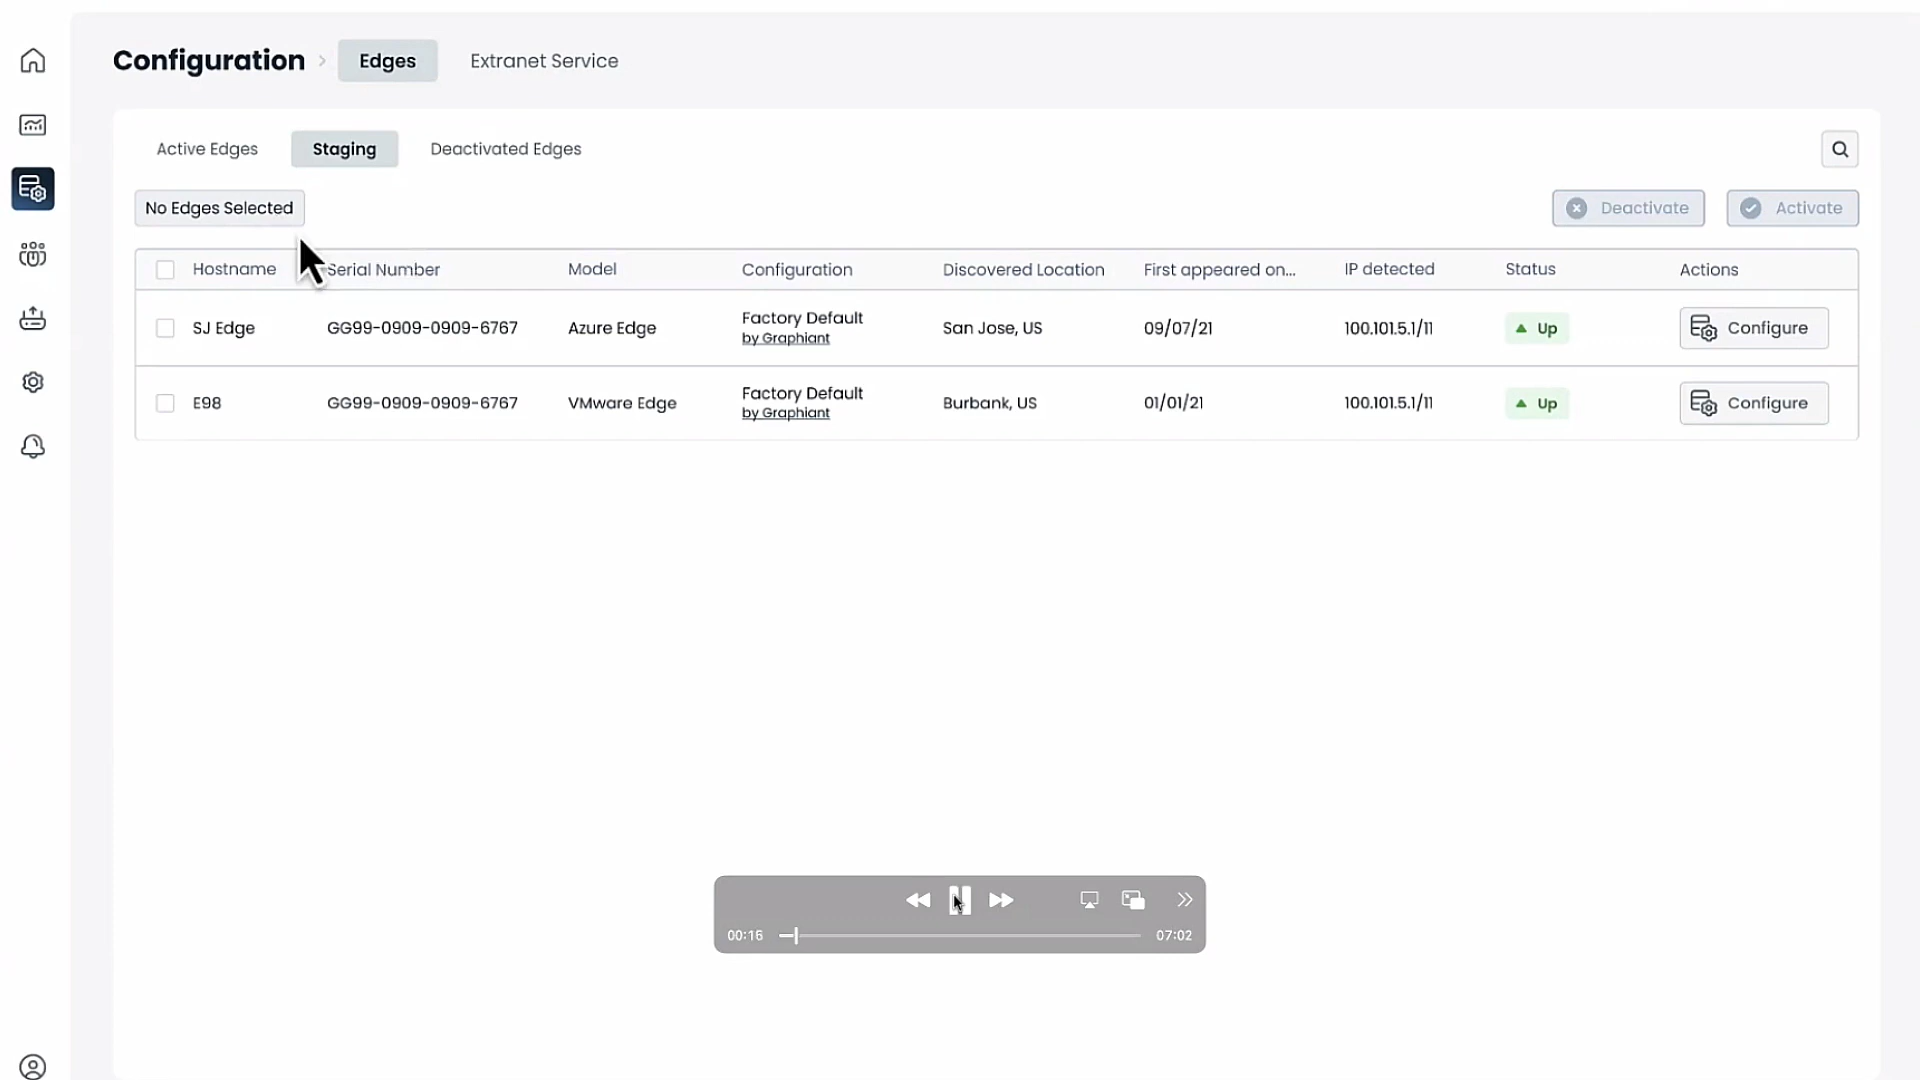 Configuration > Edges Extranet Service
Active Edges Staging Deactivated Edges
No Edges Selected Deactivate Activate
Hostname Serial Number Model Configuration Discovered Location First appeared on... IP detected Status Actions
SJ Edge GG99-0909-0909-6767 Azure Edge Factory Default San Jose, US 09/07/21 100.101.5.1/11 Up Configure
by Graphiant
E98 GG99-0909-0909-6767 VMware Edge Factory Default Burbank, US 01/01/21 100.101.5.1/11 Up Configure
by Graphiant
00:16 07:02